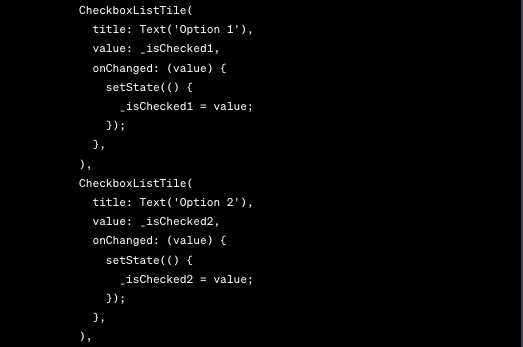 CheckboxListTile(
  title: Text('Option 1'),
  value: _isChecked1,
  onChanged: (value) {
    setState(() {
      _isChecked1 = value;
    });
  },
),
CheckboxListTile(
  title: Text('Option 2'),
  value: _isChecked2,
  onChanged: (value) {
    setState(() {
      _isChecked2 = value;
    });
  },
),